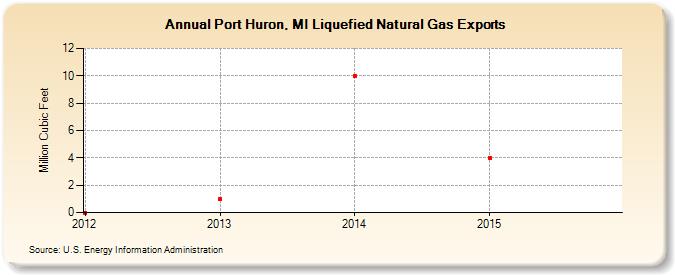 Annual Port Huron, MI Liquefied Natural Gas Exports
Million Cubic Feet
12
10
8
6
4
2
0
2012 2013 2014 2015
Source: U.S. Energy Information Administration